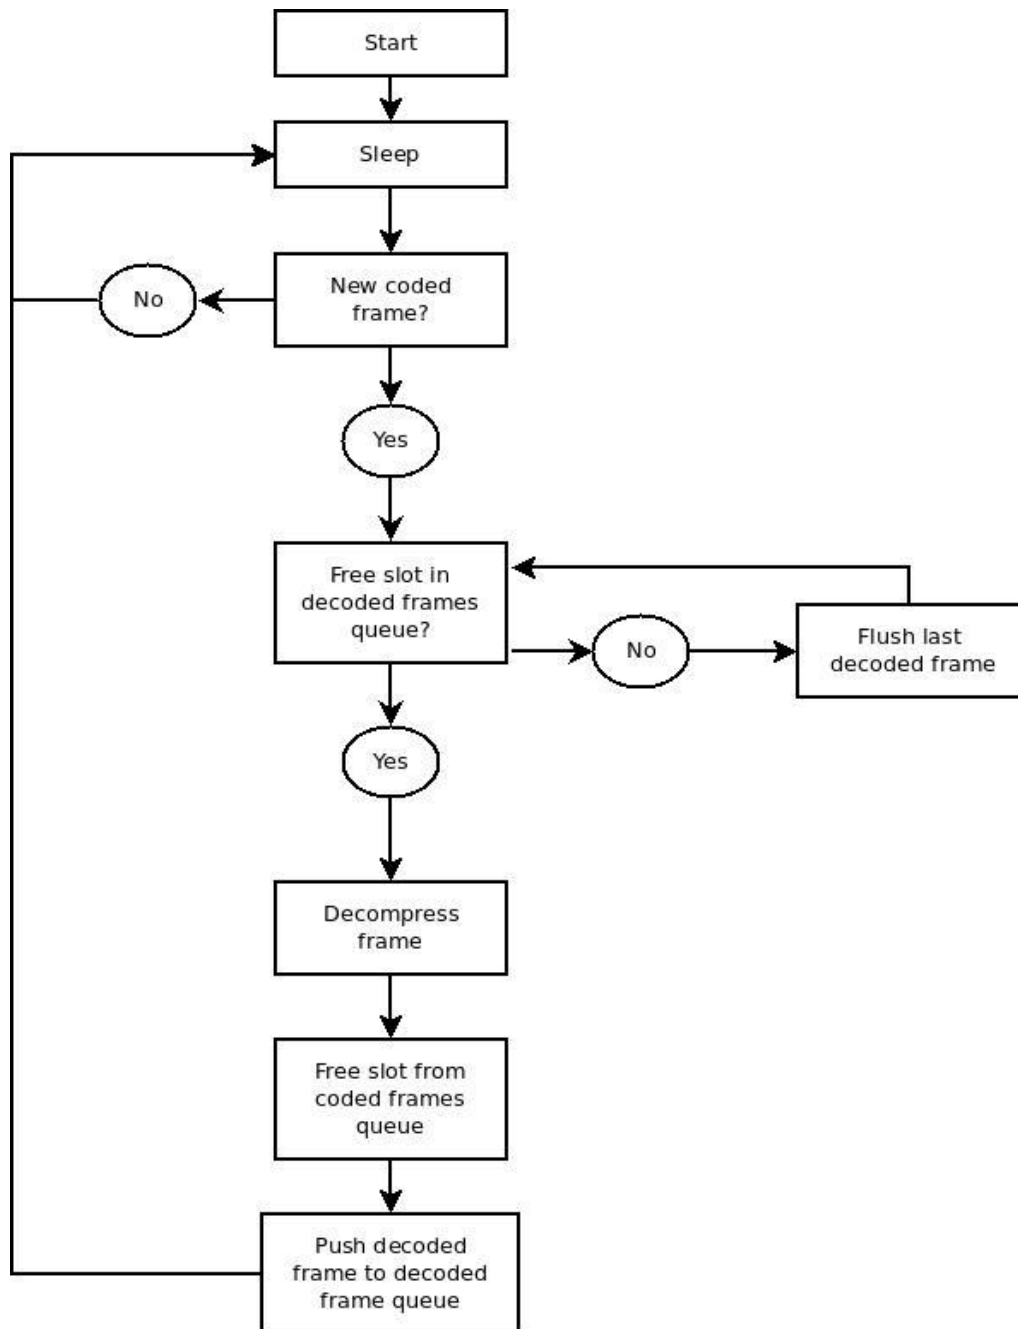 Start
Sleep
New coded
frame?
No
Yes
Free slot in
decoded frames
queue?
No
Flush last
decoded frame
Yes
Decompress
frame
Free slot from
coded frames
queue
Push decoded
frame to decoded
frame queue